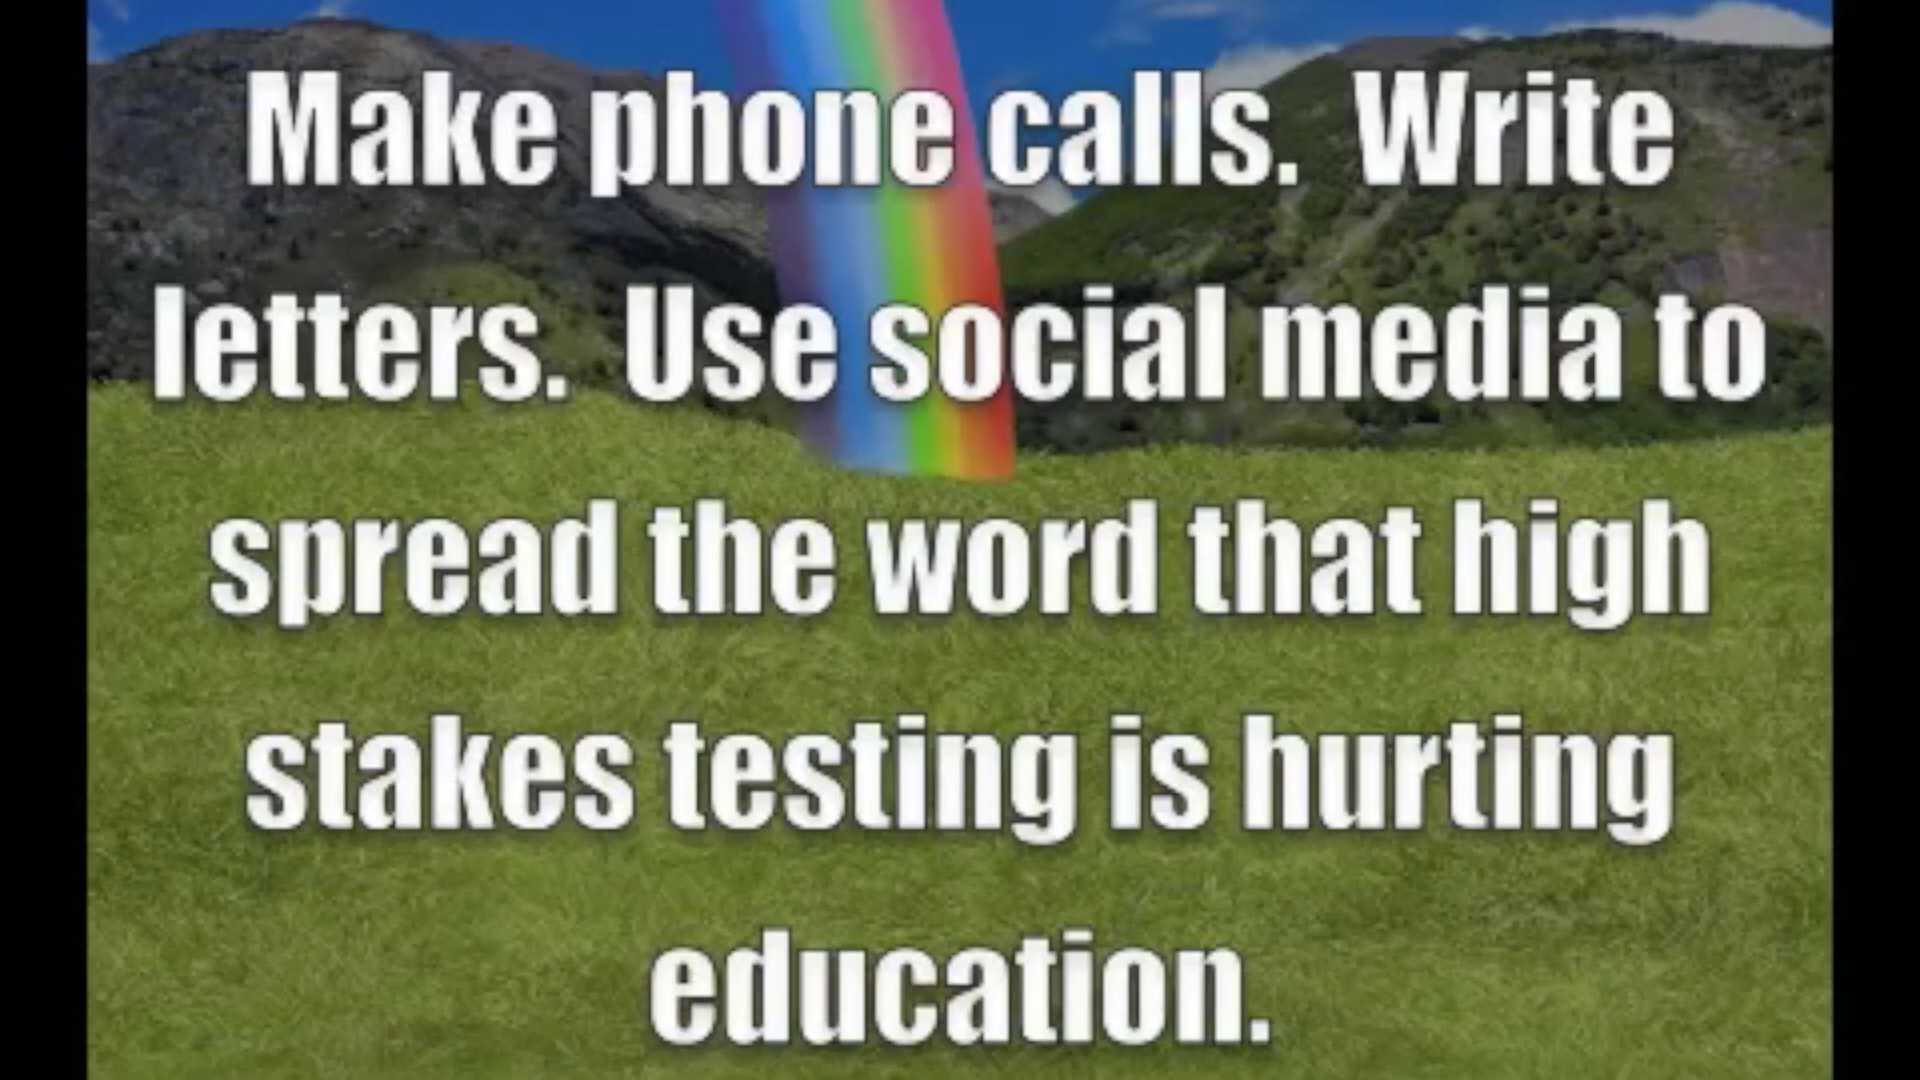 Make phone calls.  Write
letters.  Use social media to
spread the word that high
stakes testing is hurting
education.